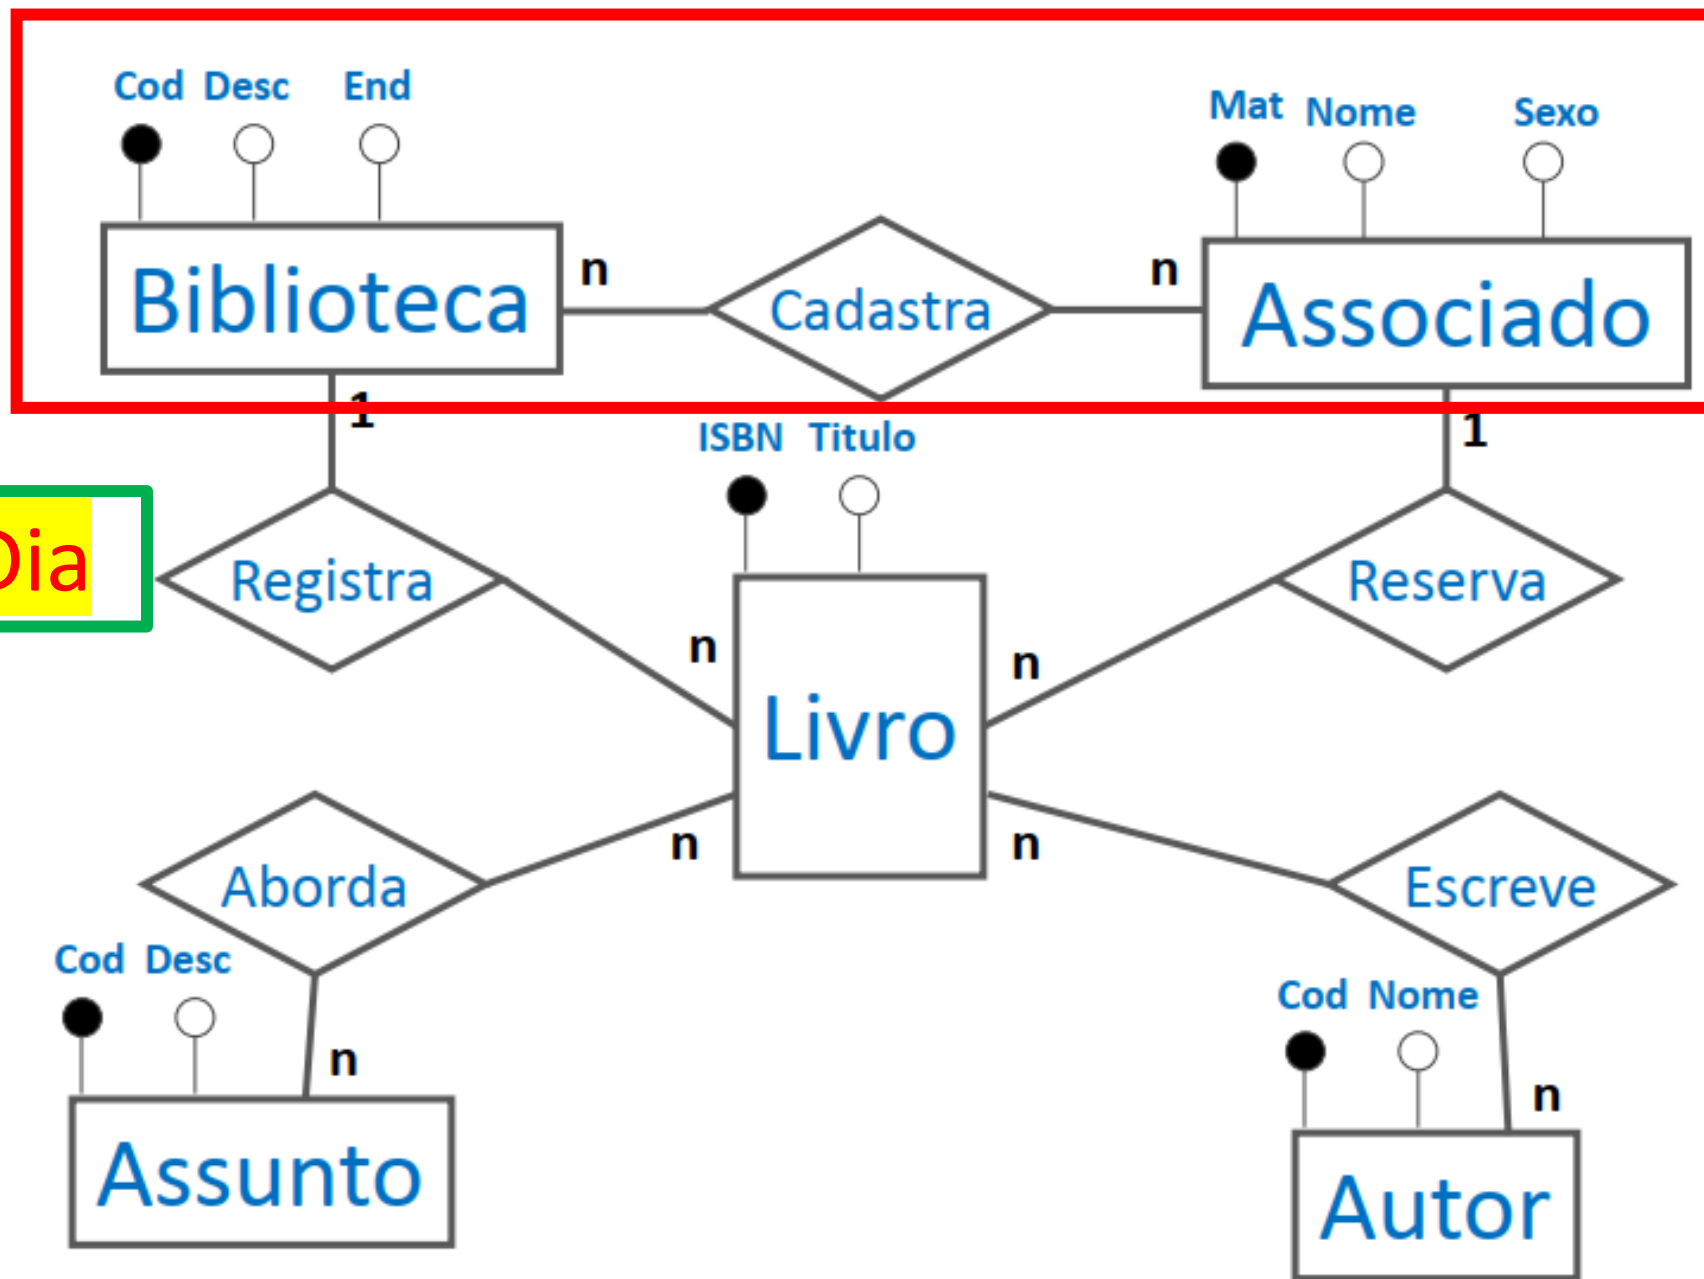 Cod Desc End
Mat Nome Sexo
Biblioteca
n
Cadastra
n
Associado
1
1
ISBN Titulo
Dia
Registra
Reserva
n
n
Livro
n
n
Aborda
Escreve
Cod Desc
Cod Nome
n
n
Assunto
Autor